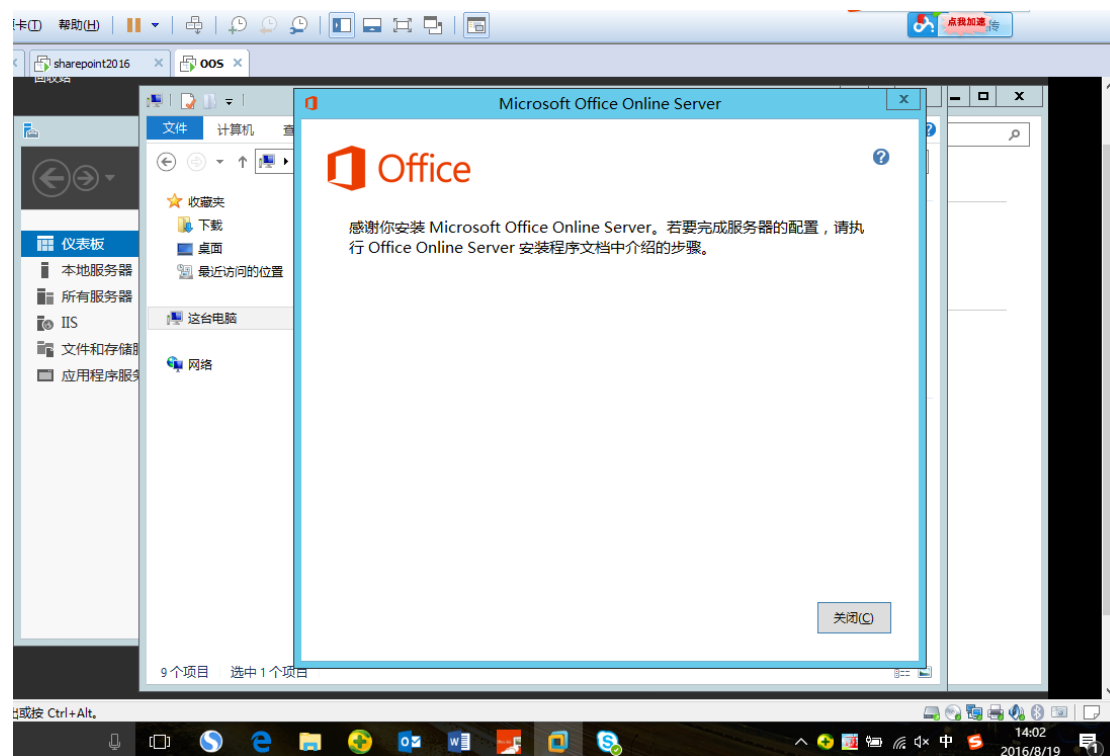 帮助(H)
点我加速
sharepoint2016
OOS
Microsoft Office Online Server
文件
计算机
查
Office
感谢你安装 Microsoft Office Online Server。若要完成服务器的配置，请执
行 Office Online Server 安装程序文档中介绍的步骤。
收藏夹
下载
桌面
最近访问的位置
这台电脑
网络
仪表板
本地服务器
所有服务器
IIS
文件和存储
应用程序服务
关闭(C)
9 个项目
选中 1 个项目
出或按 Ctrl+Alt。
中
14:02
2016/8/19